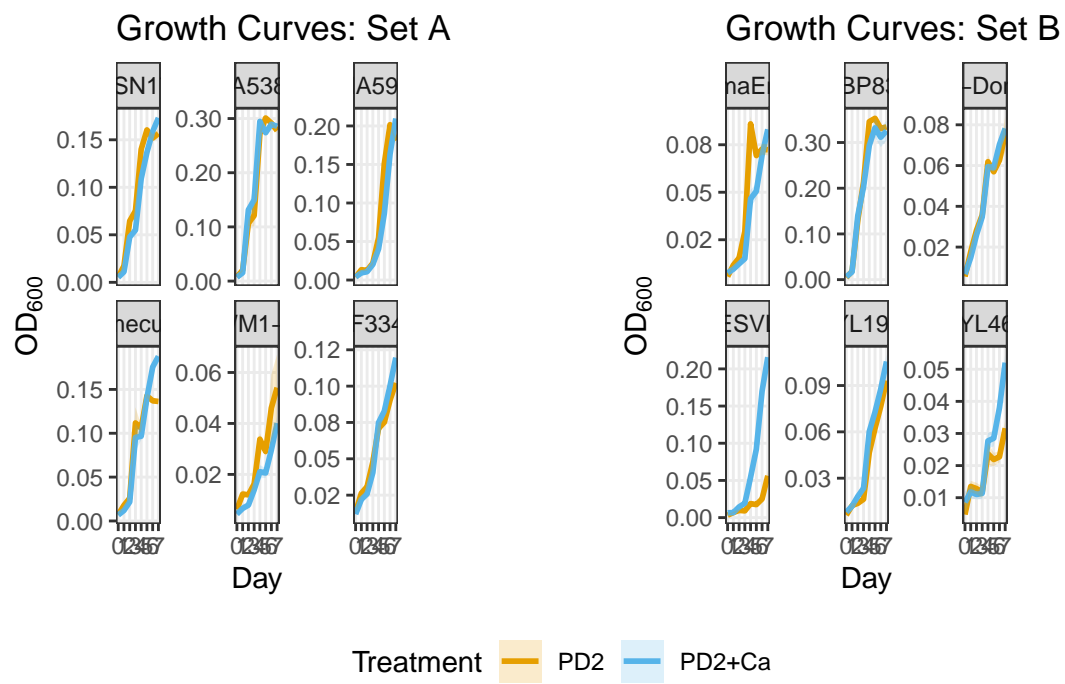 Growth Curves: Set A
Growth Curves: Set B
SN1 A538 A59
maE BP83 -Don
0.15 0.10 0.05 0.00
0.30 0.20 0.10 0.00
0.20 0.15 0.10 0.05 0.00
0.08 0.05 0.02
0.30 0.20 0.10 0.00
0.08 0.06 0.04 0.02
necu M1- F334
ESVI YL19 YL46
0.15 0.10 0.05 0.00
0.06 0.04 0.02
0.12 0.10 0.08 0.05 0.02
0.20 0.15 0.10 0.05 0.00
0.09 0.06 0.03
0.05 0.04 0.03 0.02 0.01
OD600
OD600
Day
Day
Treatment PD2 PD2+Ca